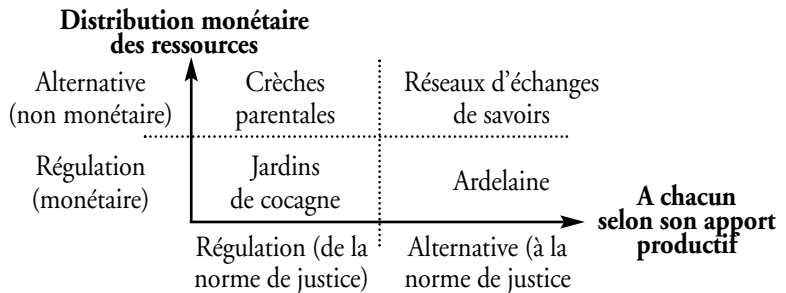 Distribution monétaire
des ressources
Alternative
(non monétaire)
Crèches
parentales
Réseaux d'échanges
de savoirs
Régulation
(monétaire)
Jardins
de cocagne
Ardelaine
A chacun
selon son apport
productif
Régulation (de la
norme de justice)
Alternative (à la
norme de justice